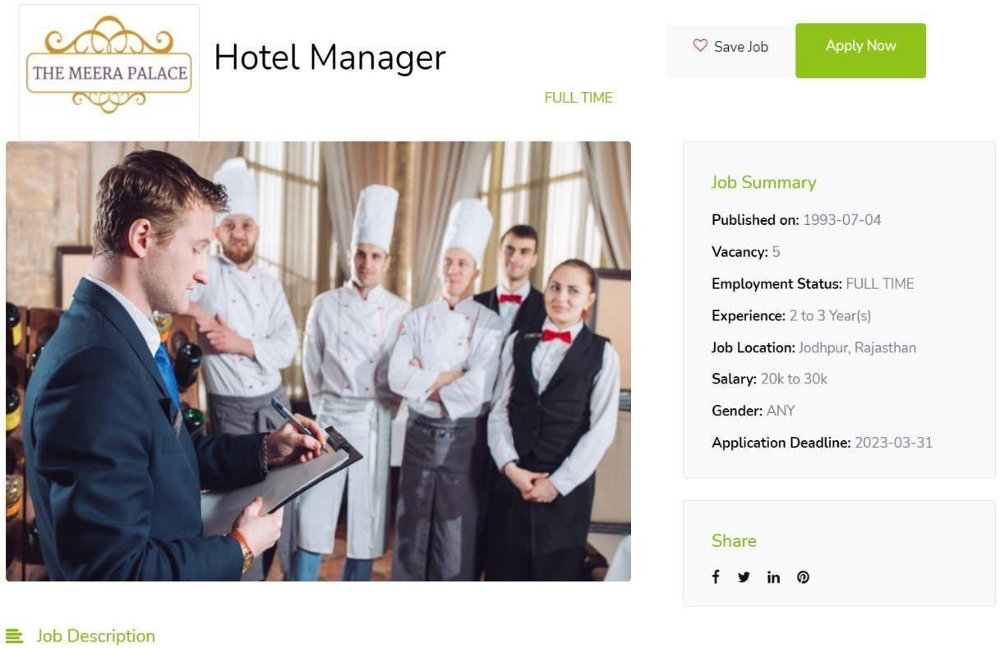 THE MEERA PALACE
Hotel Manager
FULL TIME
Save Job
Apply Now
Job Summary
Published on: 1993-07-04
Vacancy: 5
Employment Status: FULL TIME
Experience: 2 to 3 Year(s)
Job Location: Jodhpur, Rajasthan
Salary: 20k to 30k
Gender: ANY
Application Deadline: 2023-03-31
Share
Job Description